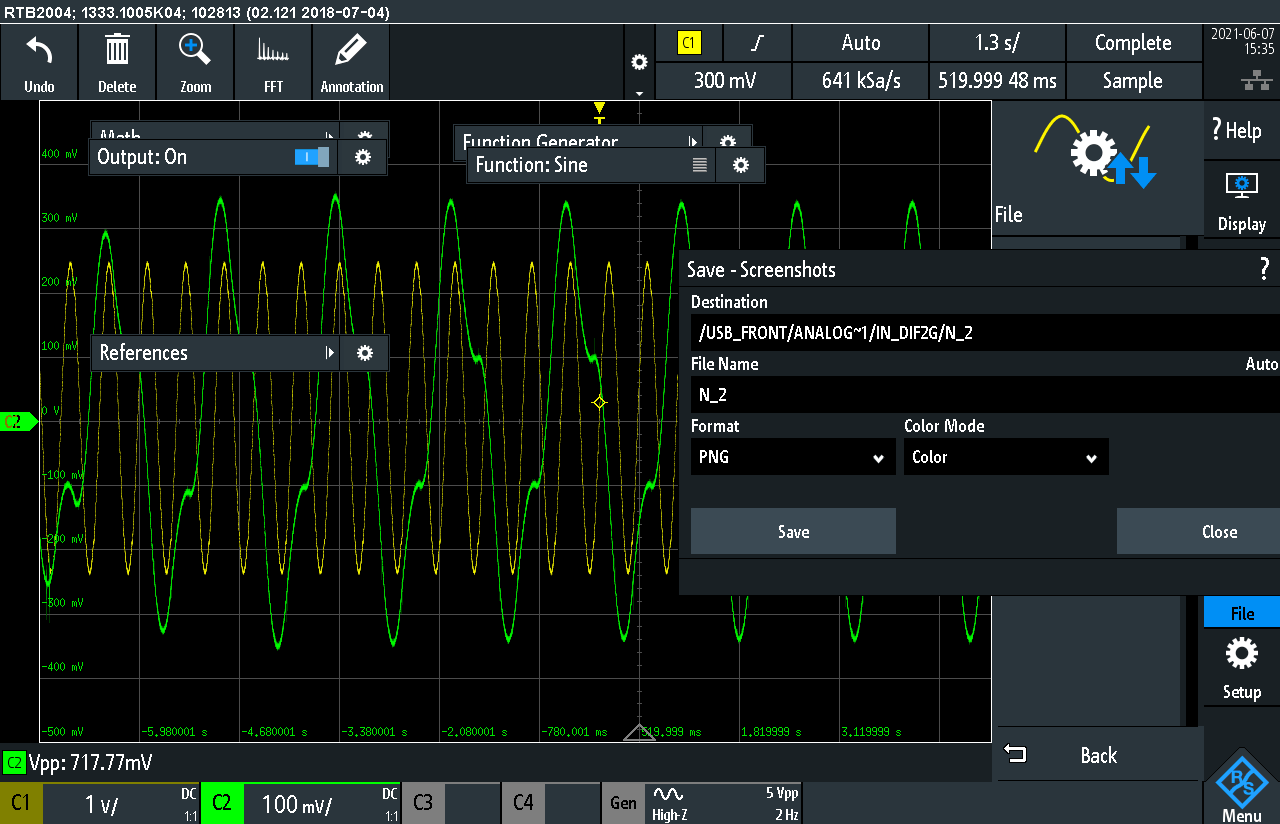 RTB2004; 1333.1005K04; 102813 (02.121 2018-07-04)
Undo
Delete
Zoom
FFT
Annotation
C1
Auto
1.3 s/
Complete
2021-06-07
15:35
300 mV
641 kSa/s
519.999 48 ms
Sample
Math
Output: On
Function Generator
Function: Sine
References
File
Help
Display
400 mV
300 mV
200 mV
100 mV
0 V
-100 mV
-200 mV
-300 mV
-400 mV
-500 mV
C2
-5.980001 s
-4.680001 s
-3.380001 s
-2.080001 s
-780.001 ms
519.999 ms
1.819999 s
3.119999 s
Save - Screenshots
?
Destination
/USB_FRONT/ANALOG~1/IN_DIF2G/N_2
File Name
Auto
N_2
Format
Color Mode
PNG
Color
Save
Close
File
Setup
Back
Menu
R&S
C2 Vpp: 717.77mV
C1
1 V/
DC
1:1
C2
100 mV/
DC
1:1
C3
C4
Gen
High-Z
5 Vpp
2 Hz